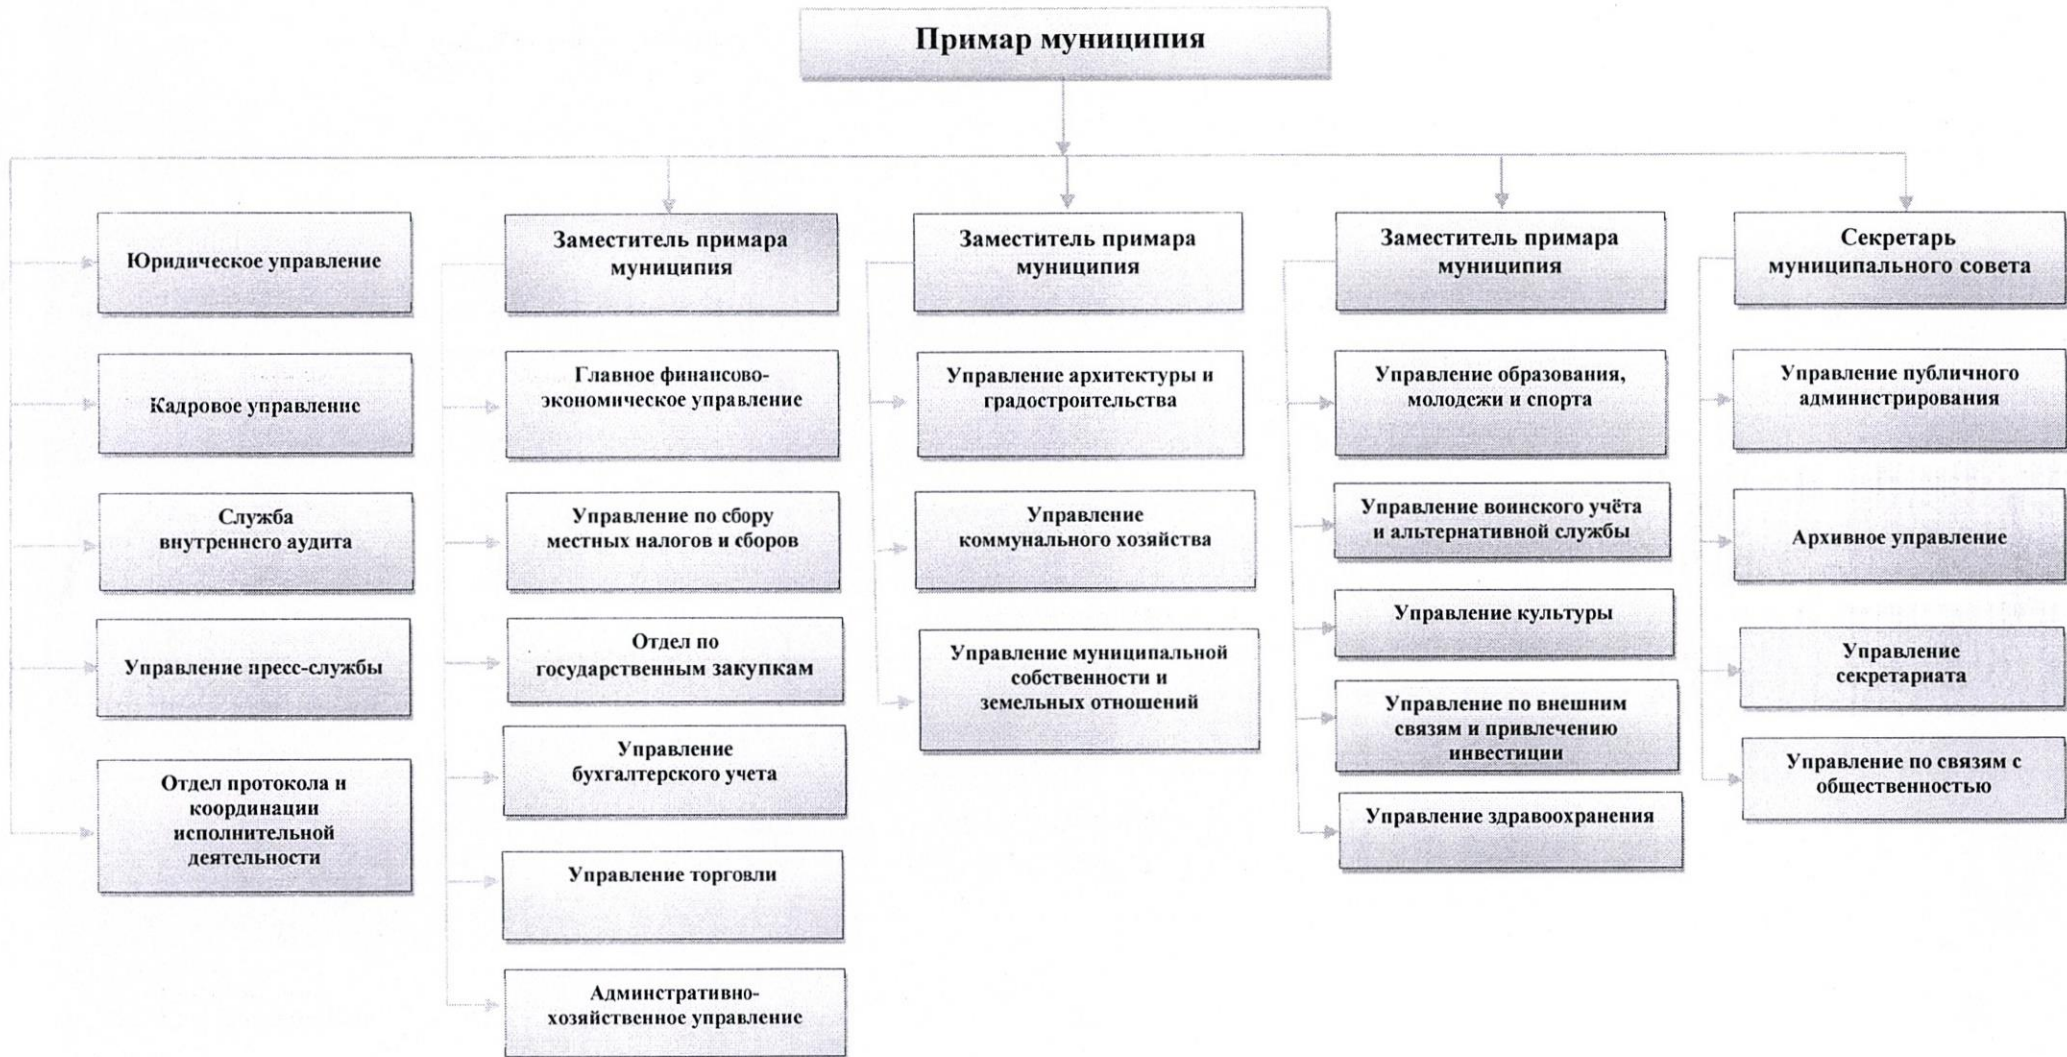 Примар муниципия
Юридическое управление
Кадровое управление
Служба
внутреннего аудита
Управление пресс-службы
Отдел протокола и
координации
исполнительной
деятельности
Заместитель примара
муниципия
Главное финансово-
экономическое управление
Управление по сбору
местных налогов и сборов
Отдел по
государственным закупкам
Управление
бухгалтерского учета
Управление торговли
Админстративно-
хозяйственное управление
Заместитель примара
муниципия
Управление архитектуры и
градостроительства
Управление
коммунального хозяйства
Управление муниципальной
собственности и
земельных отношений
Заместитель примара
муниципия
Управление образования,
молодежи и спорта
Управление воинского учёта
и альтернативной службы
Управление культуры
Управление по внешним
связям и привлечению
инвестиции
Управление здравоохранения
Секретарь
муниципального совета
Управление публичного
администрирования
Архивное управление
Управление
секретариата
Управление по связям с
общественностью